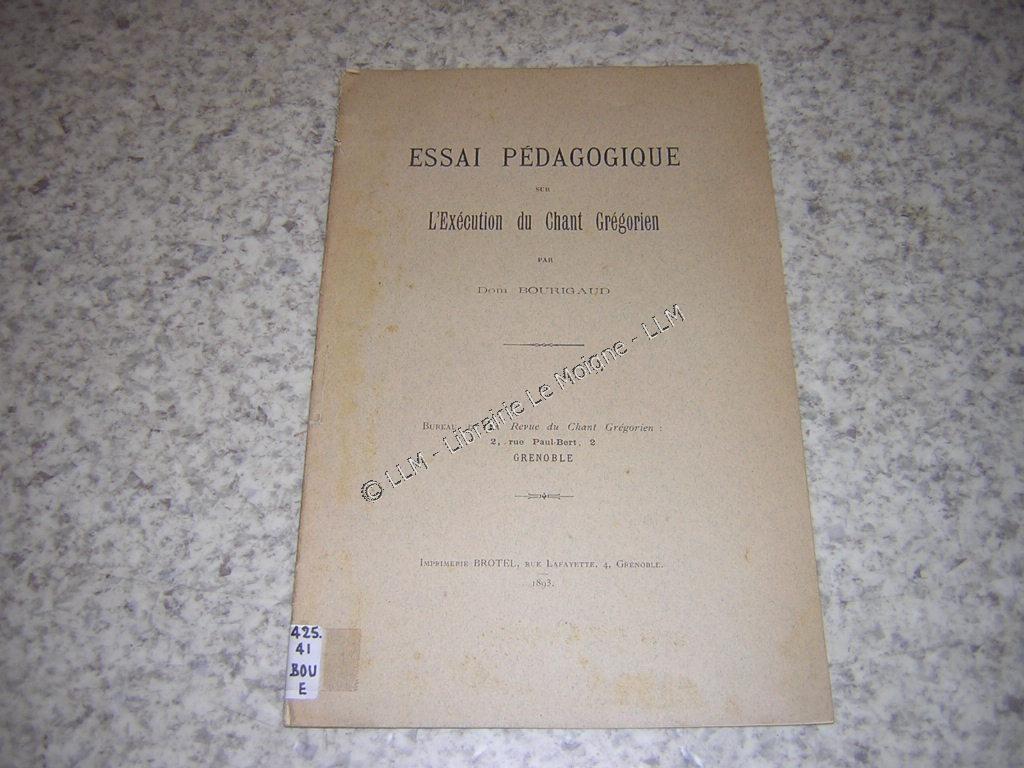 ESSAI PÉDAGOGIQUE
SUR
L'Exécution du Chant Grégorien
PAR
Dom BOURIGAUD
© LLM - Librairie Le Moigne - LLM
Revue du Chant Grégorien :
2, rue Paul-Bert, 2
GRENOBLE
IMPRIMERIE BROTEL, RUE LAFAYETTE, 4, GRENOBLE.
1893.
425.
41
BOU
E